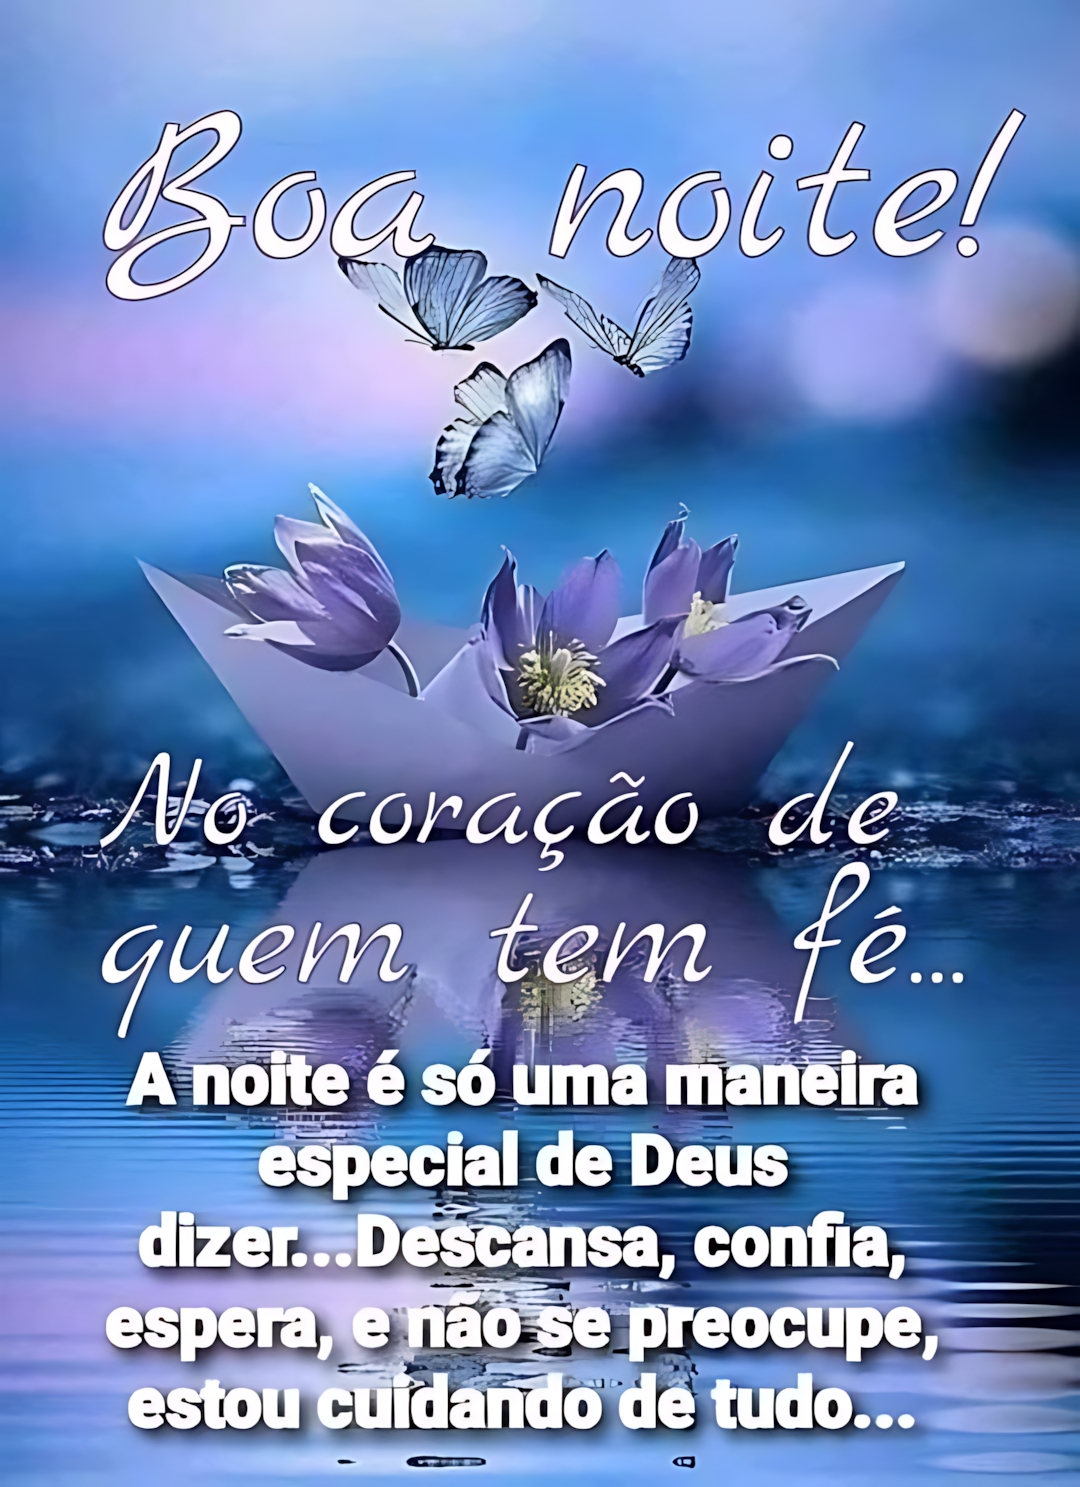 Boa noite!
No coração de
quem tem fé...
A noite é só uma maneira
especial de Deus
dizer...Descansa, confia,
espera, e não se preocupe,
estou cuidando de tudo...